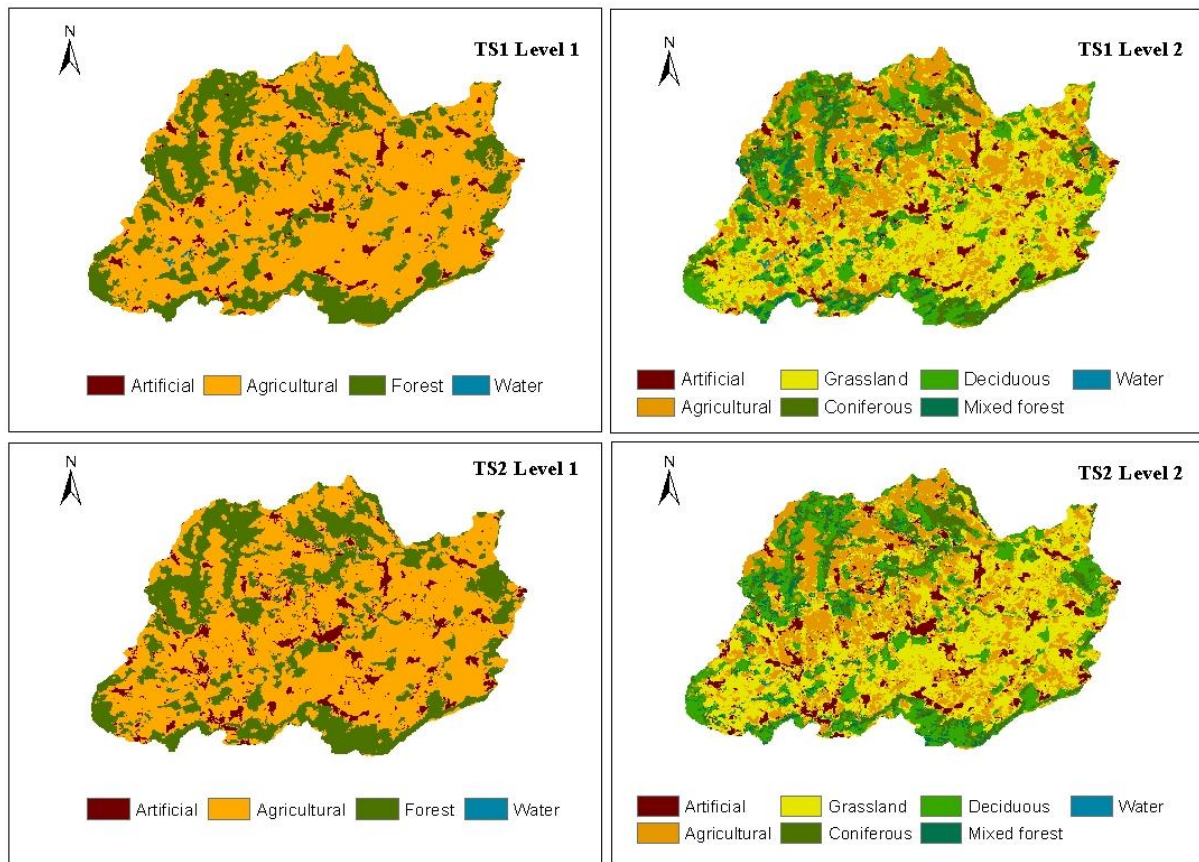 N
TS1 Level 1
Artificial Agricultural Forest Water
N
TS1 Level 2
Artificial Grassland Deciduous Water
Agricultural Coniferous Mixed forest
N
TS2 Level 1
Artificial Agricultural Forest Water
N
TS2 Level 2
Artificial Grassland Deciduous Water
Agricultural Coniferous Mixed forest